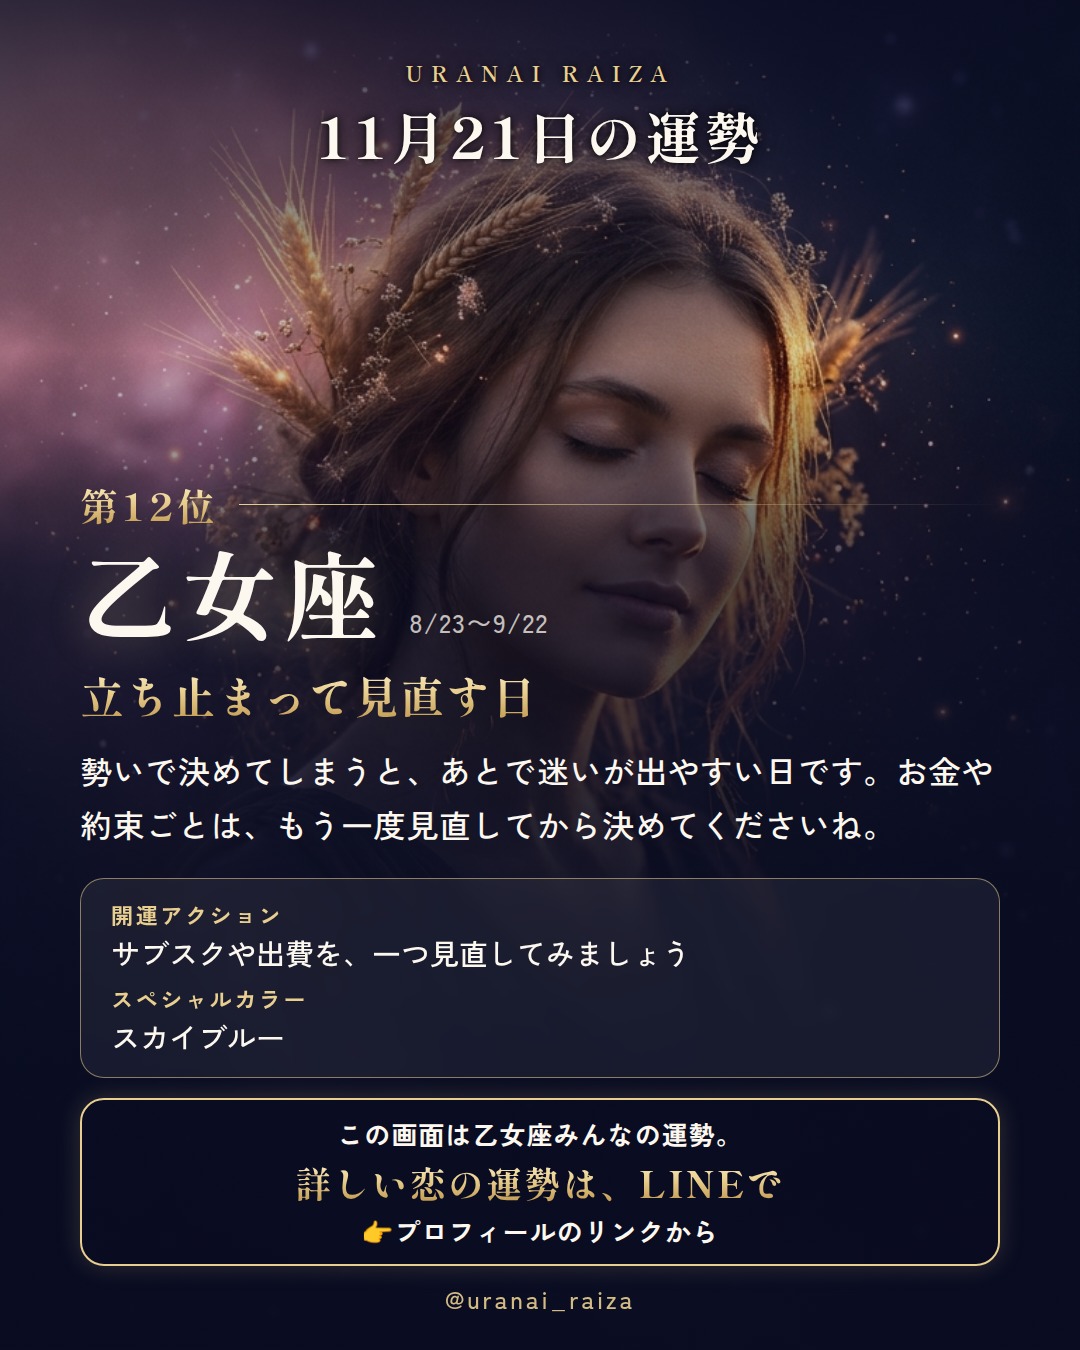 URANAI RAIZA
11月21日の運勢
第12位
乙女座 8/23〜9/22
立ち止まって見直す日
勢いで決めてしまうと、あとで迷いが出やすい日です。お金や
約束ごとは、もう一度見直してから決めてくださいね。
開運アクション
サブスクや出費を、一つ見直してみましょう
スペシャルカラー
スカイブルー
この画面は乙女座みんなの運勢。
詳しい恋の運勢は、LINEで
👉プロフィールのリンクから
@uranai_raiza